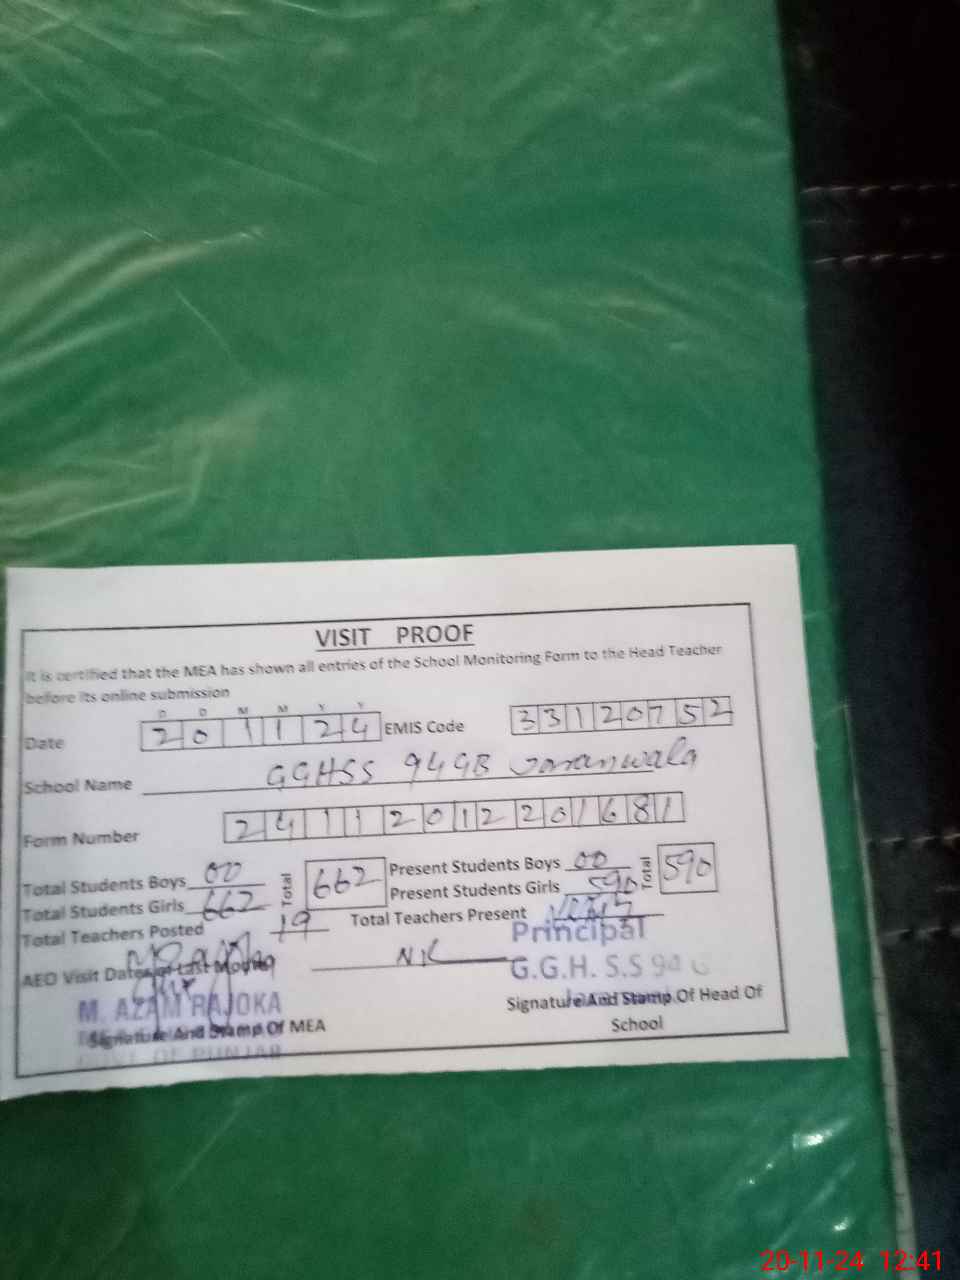 VISIT PROOF
It is certified that the MEA has shown all entries of the School Monitoring Form to the Head Teacher
before its online submission
D D M M Y Y
Date 2 0 1 1 2 4 EMIS Code 3 3 1 2 0 7 5 2
School Name GGHSS 94GB Jaranwala
Form Number 2 4 1 1 2 0 1 2 2 0 1 6 8 1
Total Students Boys 00 Total 662 Present Students Boys 00 Total 590
Total Students Girls 662 Present Students Girls 590
Total Teachers Posted 19 Total Teachers Present
Principal
AEO Visit Dates of Last Month NIL
G.G.H. S.S 94 G
M. AZAM RAJOKA
Signature And Stamp Of MEA
Signature And Stamp Of Head Of
School
GOVT OF PUNJAB
20-11-24 12:41